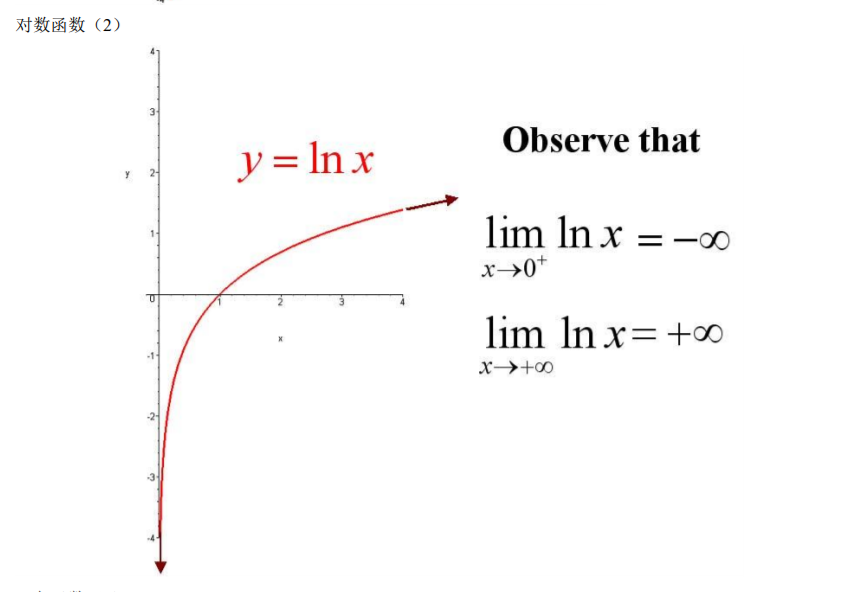 对数函数（2）
4
3
y
2
1
0
1
2
3
4
x
-1
-2
-3
-4
y = ln x
Observe that
lim ln x = −∞
x→0⁺
lim ln x = +∞
x→+∞